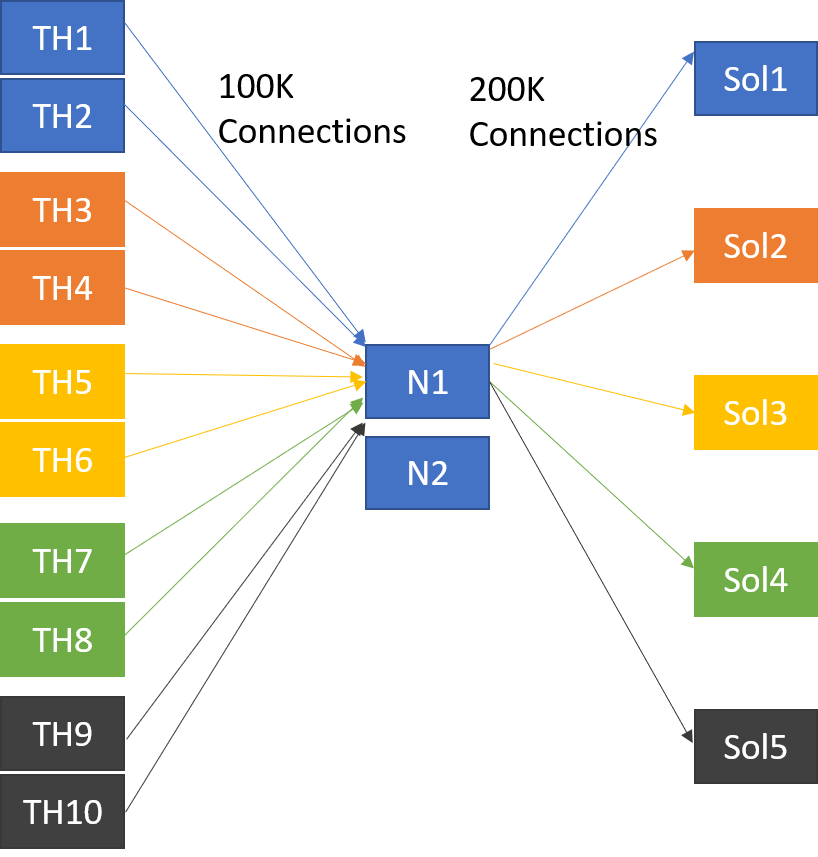 TH1
TH2
TH3
TH4
TH5
TH6
TH7
TH8
TH9
TH10
100K
Connections
N1
N2
200K
Connections
Sol1
Sol2
Sol3
Sol4
Sol5